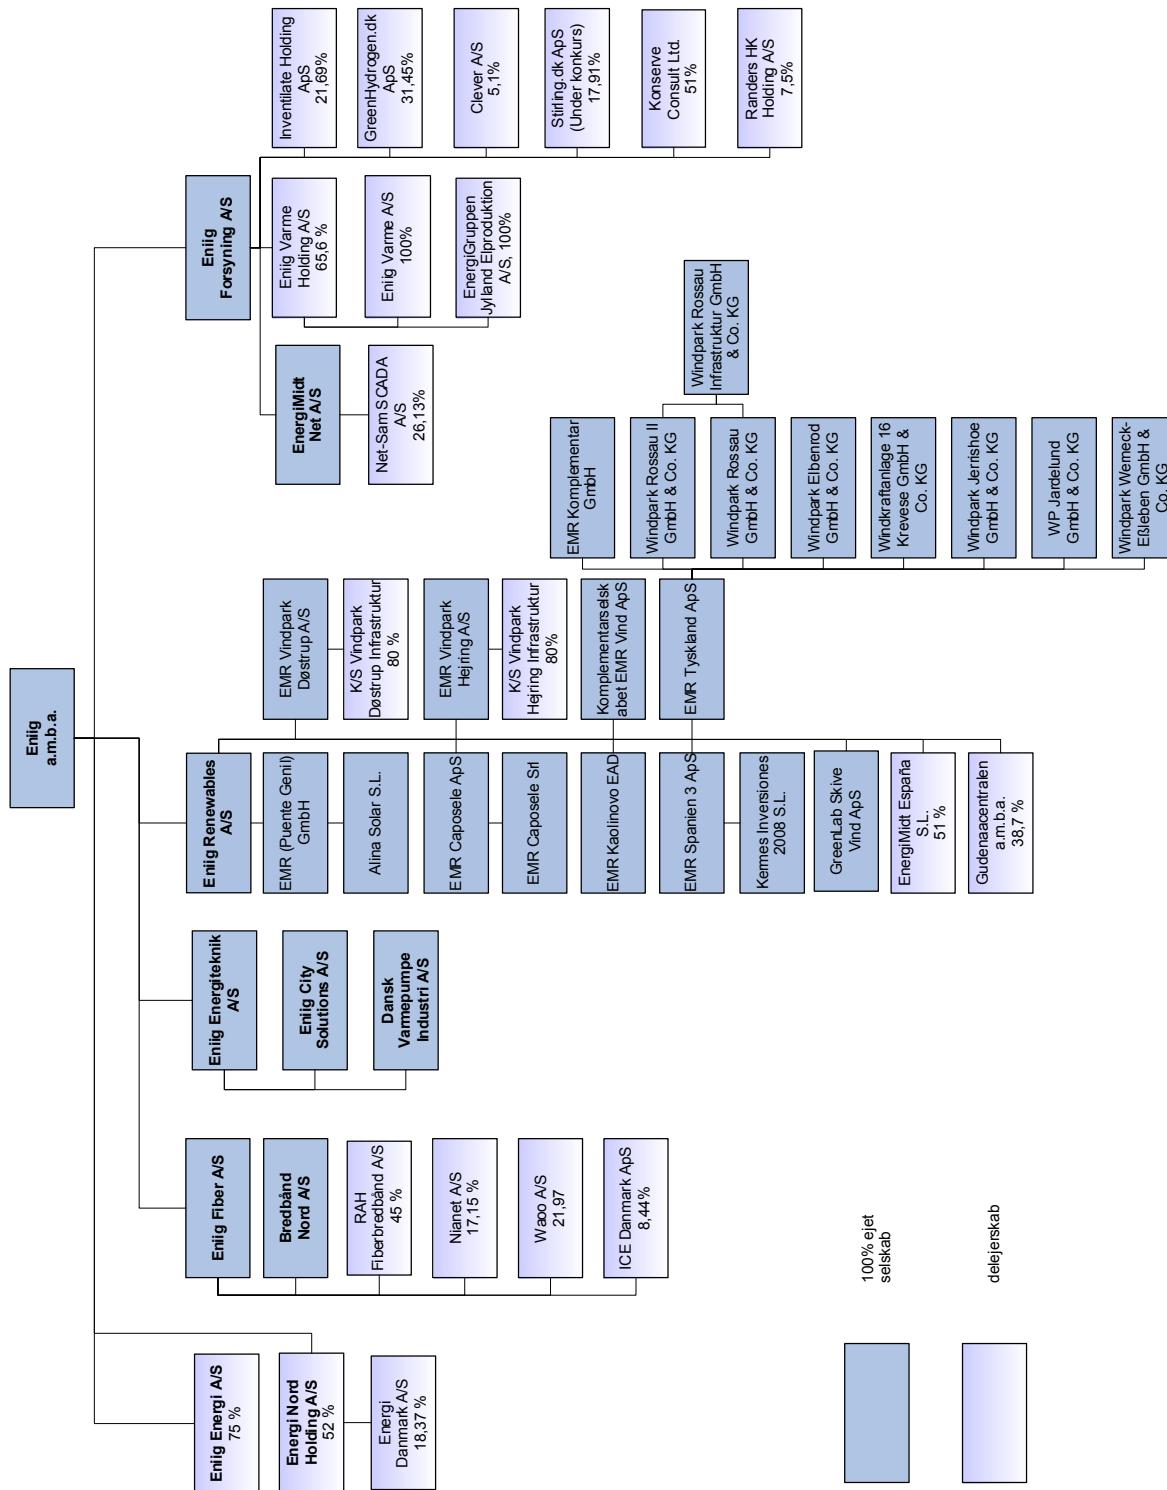 Eniig
a.m.b.a.
Eniig Energi A/S
75 %
Energi Nord
Holding A/S
52 %
Energi
Danmark A/S
18,37 %
Eniig Fiber A/S
Bredbånd
Nord A/S
RAH
Fiberbredbånd A/S
45 %
Nianet A/S
17,15 %
Waoo A/S
21,97
ICE Danmark ApS
8,44%
Eniig Energiteknik
A/S
Eniig City
Solutions A/S
Dansk
Varmepumpe
Industri A/S
Eniig Renewables
A/S
EMR (Puente Genil)
GmbH
Alina Solar S.L.
EMR Caposele ApS
EMR Caposele Srl
EMR Kaolinovo EAD
EMR Spanien 3 ApS
Kermes Inversiones
2008 S.L.
GreenLab Skive
Vind ApS
EnergiMidt España
S.L.
51 %
Gudenaacentralen
a.m.b.a.
38,7 %
EMR Vindpark
Døstrup A/S
K/S Vindpark
Døstrup Infrastruktur
80 %
EMR Vindpark
Hejring A/S
K/S Vindpark
Hejring Infrastruktur
80%
Komplementarselsk
abet EMR Vind ApS
EMR Tyskland ApS
EMR Komplementar
GmbH
Windpark Rossau II
GmbH & Co. KG
Windpark Rossau
GmbH & Co. KG
Windpark Elbenrod
GmbH & Co. KG
Windkraftanlage 16
Krevese GmbH &
Co. KG
Windpark Jerrishoe
GmbH & Co. KG
WP Jardelund
GmbH & Co. KG
Windpark Werneck-
Eßleben GmbH &
Co. KG
Windpark Rossau
Infrastruktur GmbH
& Co. KG
Eniig
Forsyning A/S
EnergiMidt
Net A/S
Net-Sam SCADA
A/S
26,13%
Eniig Varme
Holding A/S
65,6 %
Eniig Varme A/S
100%
EnergiGruppen
Jylland Elproduktion
A/S, 100%
Inventilate Holding
ApS
21,69%
GreenHydrogen.dk
ApS
31,45%
Clever A/S
5,1%
Stirling.dk ApS
(Under konkurs)
17,91%
Konserve
Consult Ltd.
51%
Randers HK
Holding A/S
7,5%
100% ejet
selskab
delejerskab